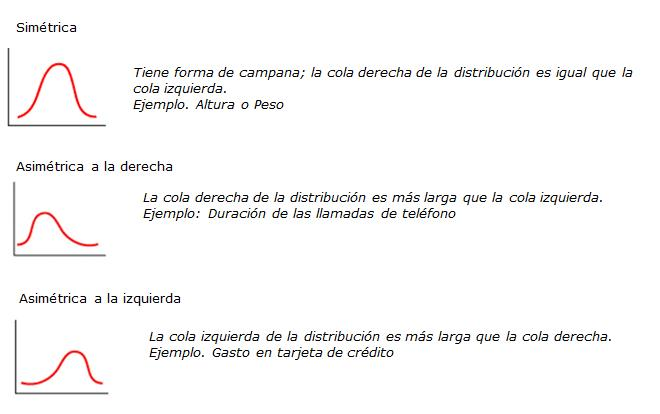 Simétrica
Tiene forma de campana; la cola derecha de la distribución es igual que la
cola izquierda.
Ejemplo. Altura o Peso
Asimétrica a la derecha
La cola derecha de la distribución es más larga que la cola izquierda.
Ejemplo: Duración de las llamadas de teléfono
Asimétrica a la izquierda
La cola izquierda de la distribución es más larga que la cola derecha.
Ejemplo. Gasto en tarjeta de crédito